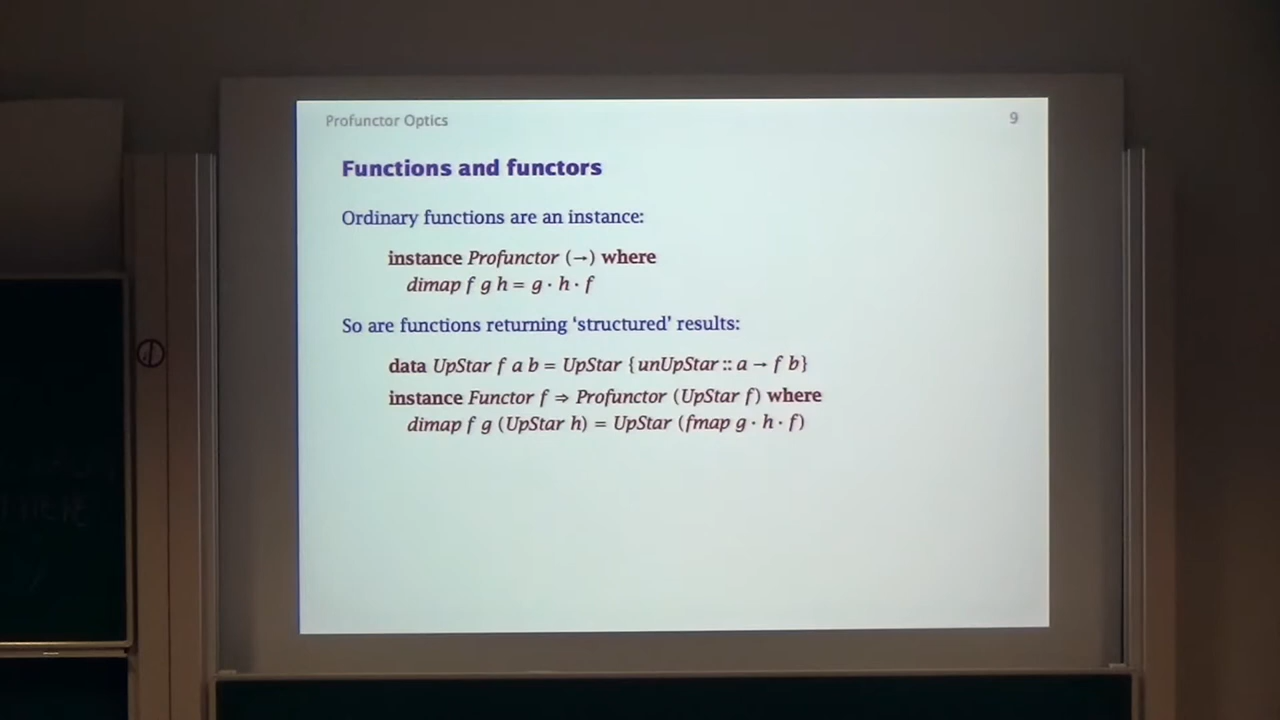 Profunctor Optics
9
Functions and functors
Ordinary functions are an instance:
instance Profunctor (→) where
dimap f g h = g · h · f
So are functions returning ‘structured’ results:
data UpStar f a b = UpStar {unUpStar :: a → f b}
instance Functor f ⇒ Profunctor (UpStar f) where
dimap f g (UpStar h) = UpStar (fmap g · h · f)